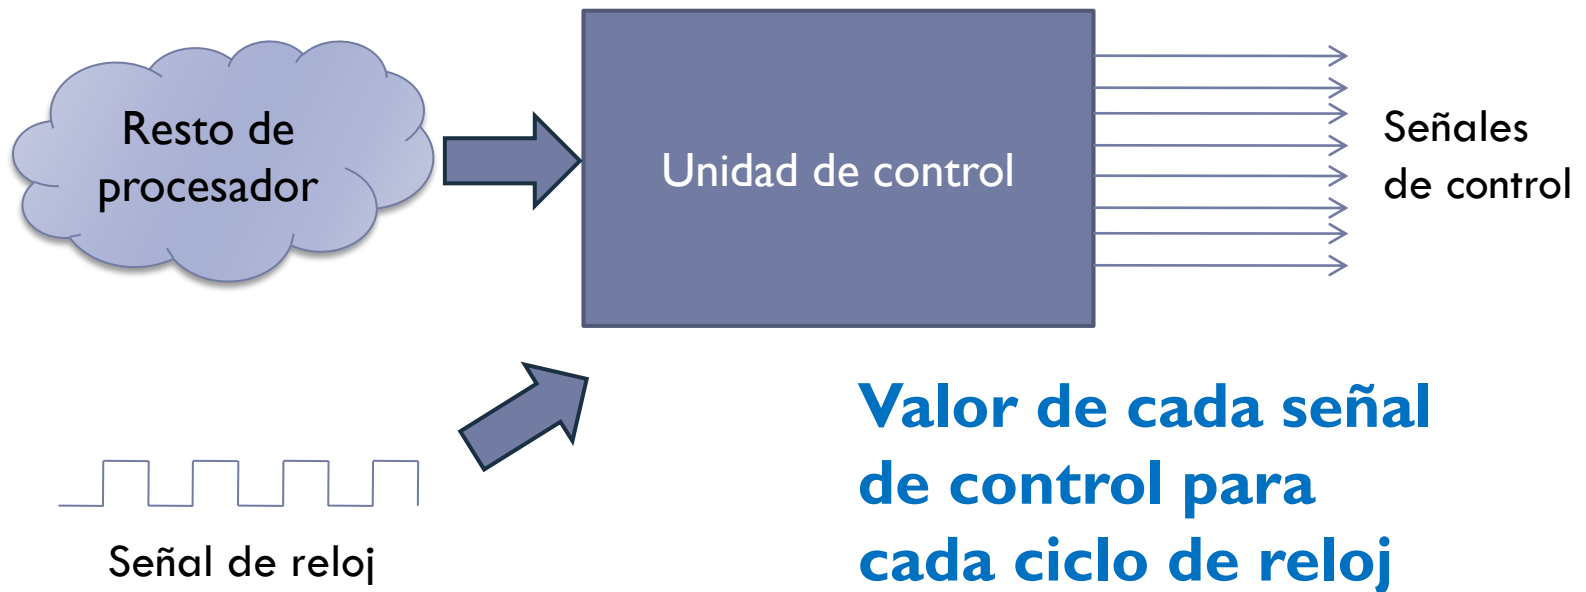 Resto de
procesador
Unidad de control
Señales
de control
Señal de reloj
Valor de cada señal
de control para
cada ciclo de reloj